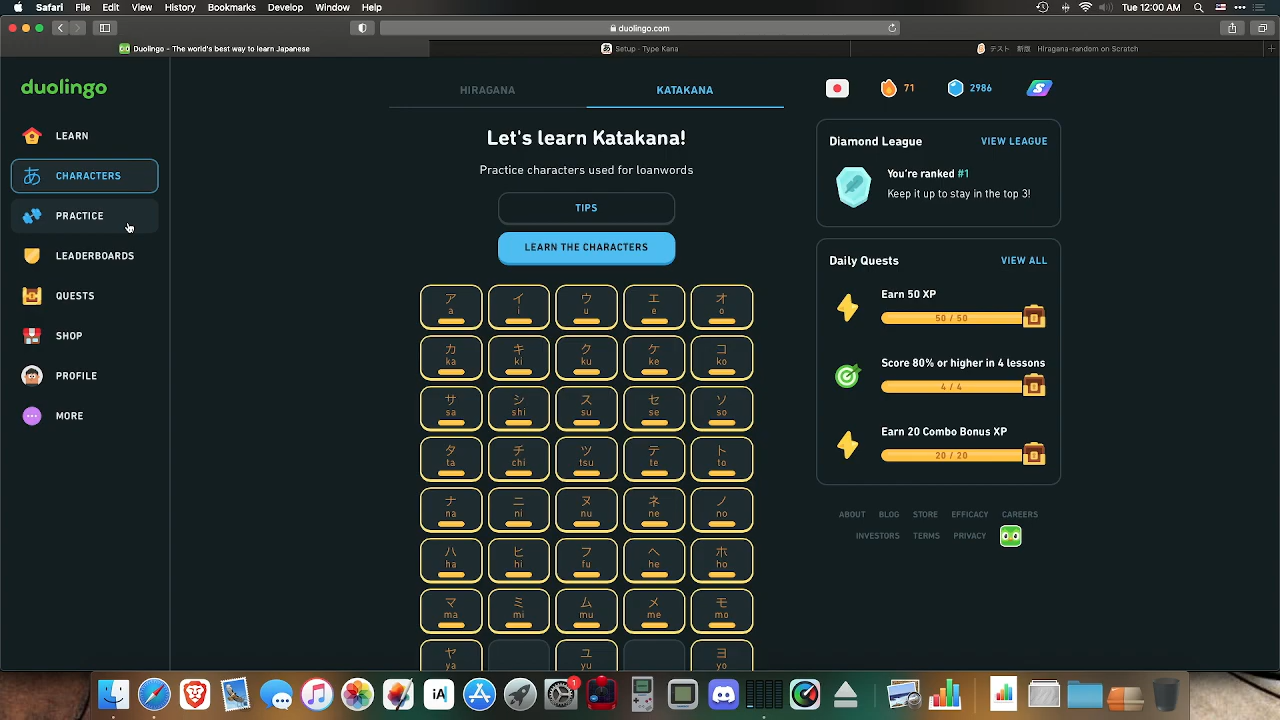 Safari File Edit View History Bookmarks Develop Window Help
Tue 12:00 AM
duolingo.com
Duolingo - The world's best way to learn Japanese
Setup - Type Kana
テスト 新版 Hiragana-random on Scratch
duolingo
LEARN
CHARACTERS
PRACTICE
LEADERBOARDS
QUESTS
SHOP
PROFILE
MORE
HIRAGANA
KATAKANA
Let's learn Katakana!
Practice characters used for loanwords
TIPS
LEARN THE CHARACTERS
ア イ ウ エ オ
a i u e o
カ キ ク ケ コ
ka ki ku ke ko
サ シ ス セ ソ
sa shi su se so
タ チ ツ テ ト
ta chi tsu te to
ナ ニ ヌ ネ ノ
na ni nu ne no
ハ ヒ フ ヘ ホ
ha hi fu he ho
マ ミ ム メ モ
ma mi mu me mo
ヤ ユ ヨ
ya yu yo
71
2986
S
Diamond League
VIEW LEAGUE
You're ranked #1
Keep it up to stay in the top 3!
Daily Quests
VIEW ALL
Earn 50 XP
50 / 50
Score 80% or higher in 4 lessons
4 / 4
Earn 20 Combo Bonus XP
20 / 20
ABOUT BLOG STORE EFFICACY CAREERS
INVESTORS TERMS PRIVACY
あ
iA
1